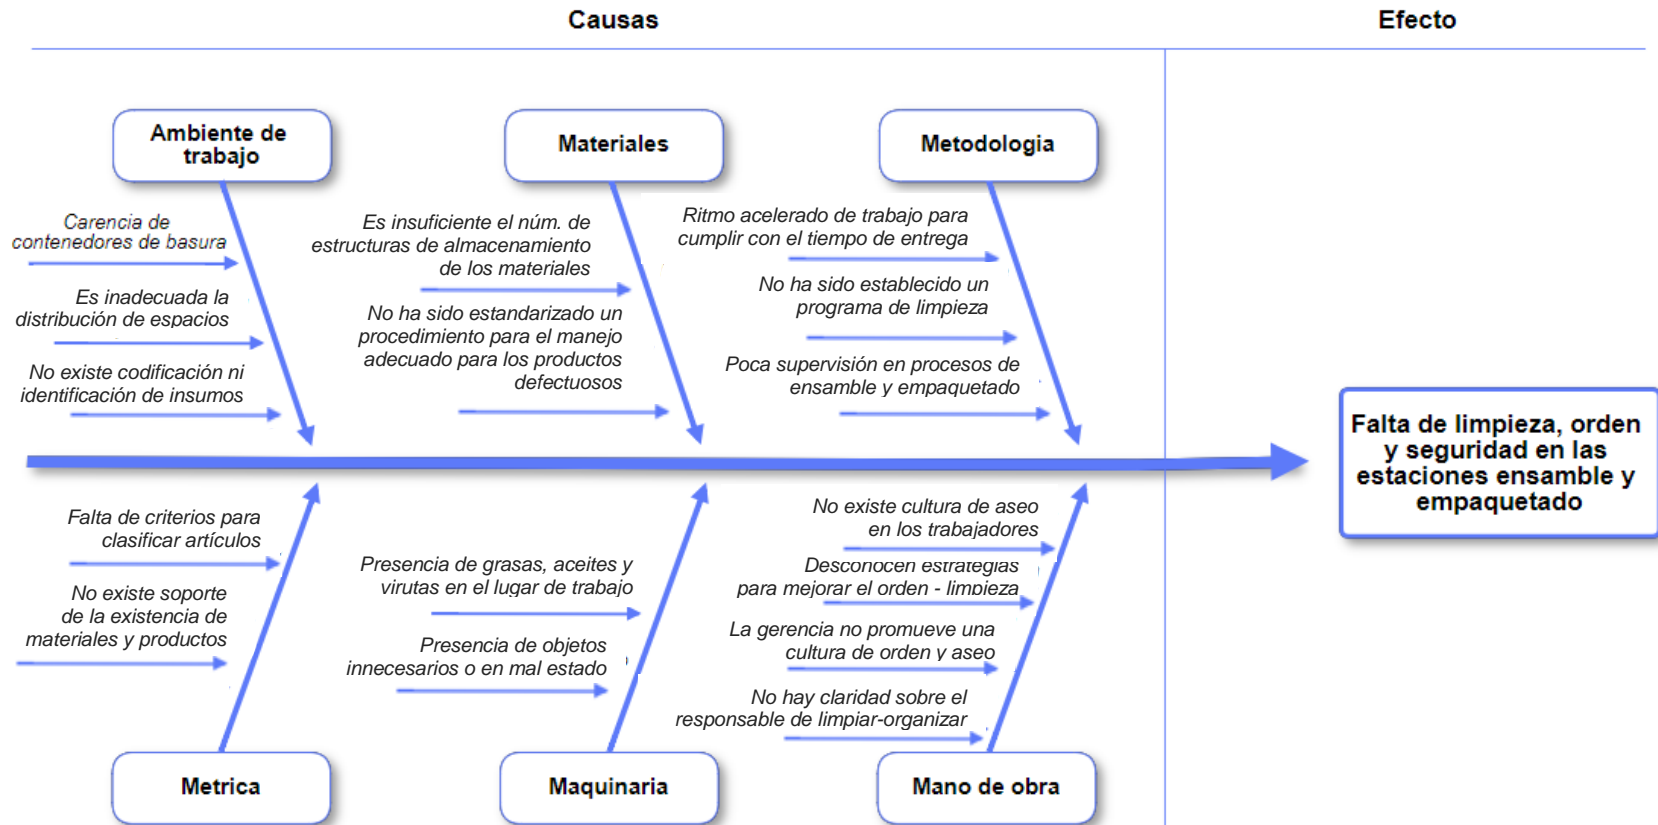 Causas
Efecto
Ambiente de
trabajo
Materiales
Metodologia
Carencia de
contenedores de basura
Es inadecuada la
distribución de espacios
No existe codificación ni
identificación de insumos
Es insuficiente el núm. de
estructuras de almacenamiento
de los materiales
No ha sido estandarizado un
procedimiento para el manejo
adecuado para los productos
defectuosos
Ritmo acelerado de trabajo para
cumplir con el tiempo de entrega
No ha sido establecido un
programa de limpieza
Poca supervisión en procesos de
ensamble y empaquetado
Falta de limpieza, orden
y seguridad en las
estaciones ensamble y
empaquetado
Falta de criterios para
clasificar artículos
No existe soporte
de la existencia de
materiales y productos
Presencia de grasas, aceites y
virutas en el lugar de trabajo
Presencia de objetos
innecesarios o en mal estado
No existe cultura de aseo
en los trabajadores
Desconocen estrategias
para mejorar el orden - limpieza
La gerencia no promueve una
cultura de orden y aseo
No hay claridad sobre el
responsable de limpiar-organizar
Metrica
Maquinaria
Mano de obra